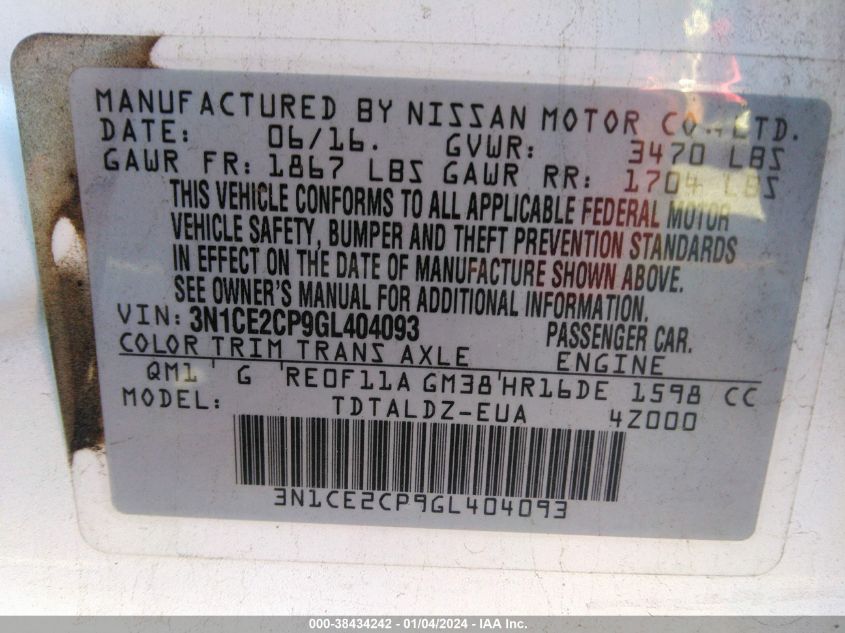 MANUFACTURED BY NISSAN MOTOR CO., LTD.
DATE: 06/16. GVWR: 3470 LBS
GAWR FR: 1867 LBS GAWR RR: 1704 LBS
THIS VEHICLE CONFORMS TO ALL APPLICABLE FEDERAL MOTOR
VEHICLE SAFETY, BUMPER AND THEFT PREVENTION STANDARDS
IN EFFECT ON THE DATE OF MANUFACTURE SHOWN ABOVE.
SEE OWNER'S MANUAL FOR ADDITIONAL INFORMATION.
VIN: 3N1CE2CP9GL404093 PASSENGER CAR.
COLOR TRIM TRANS AXLE ENGINE
QM1 ' G RE0F11A GM38'HR16DE 1598 CC
MODEL: TDTALDZ-EUA 4Z000
3N1CE2CP9GL404093
000-38434242 - 01/04/2024 - IAA Inc.